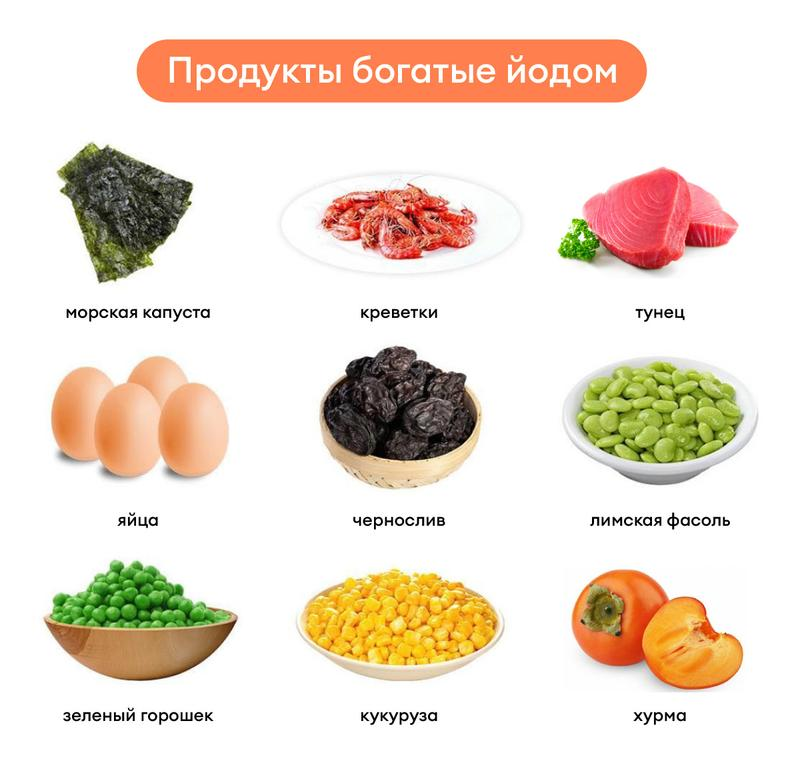 Продукты богатые йодом
морская капуста
креветки
тунец
яйца
чернослив
лимская фасоль
зеленый горошек
кукуруза
хурма